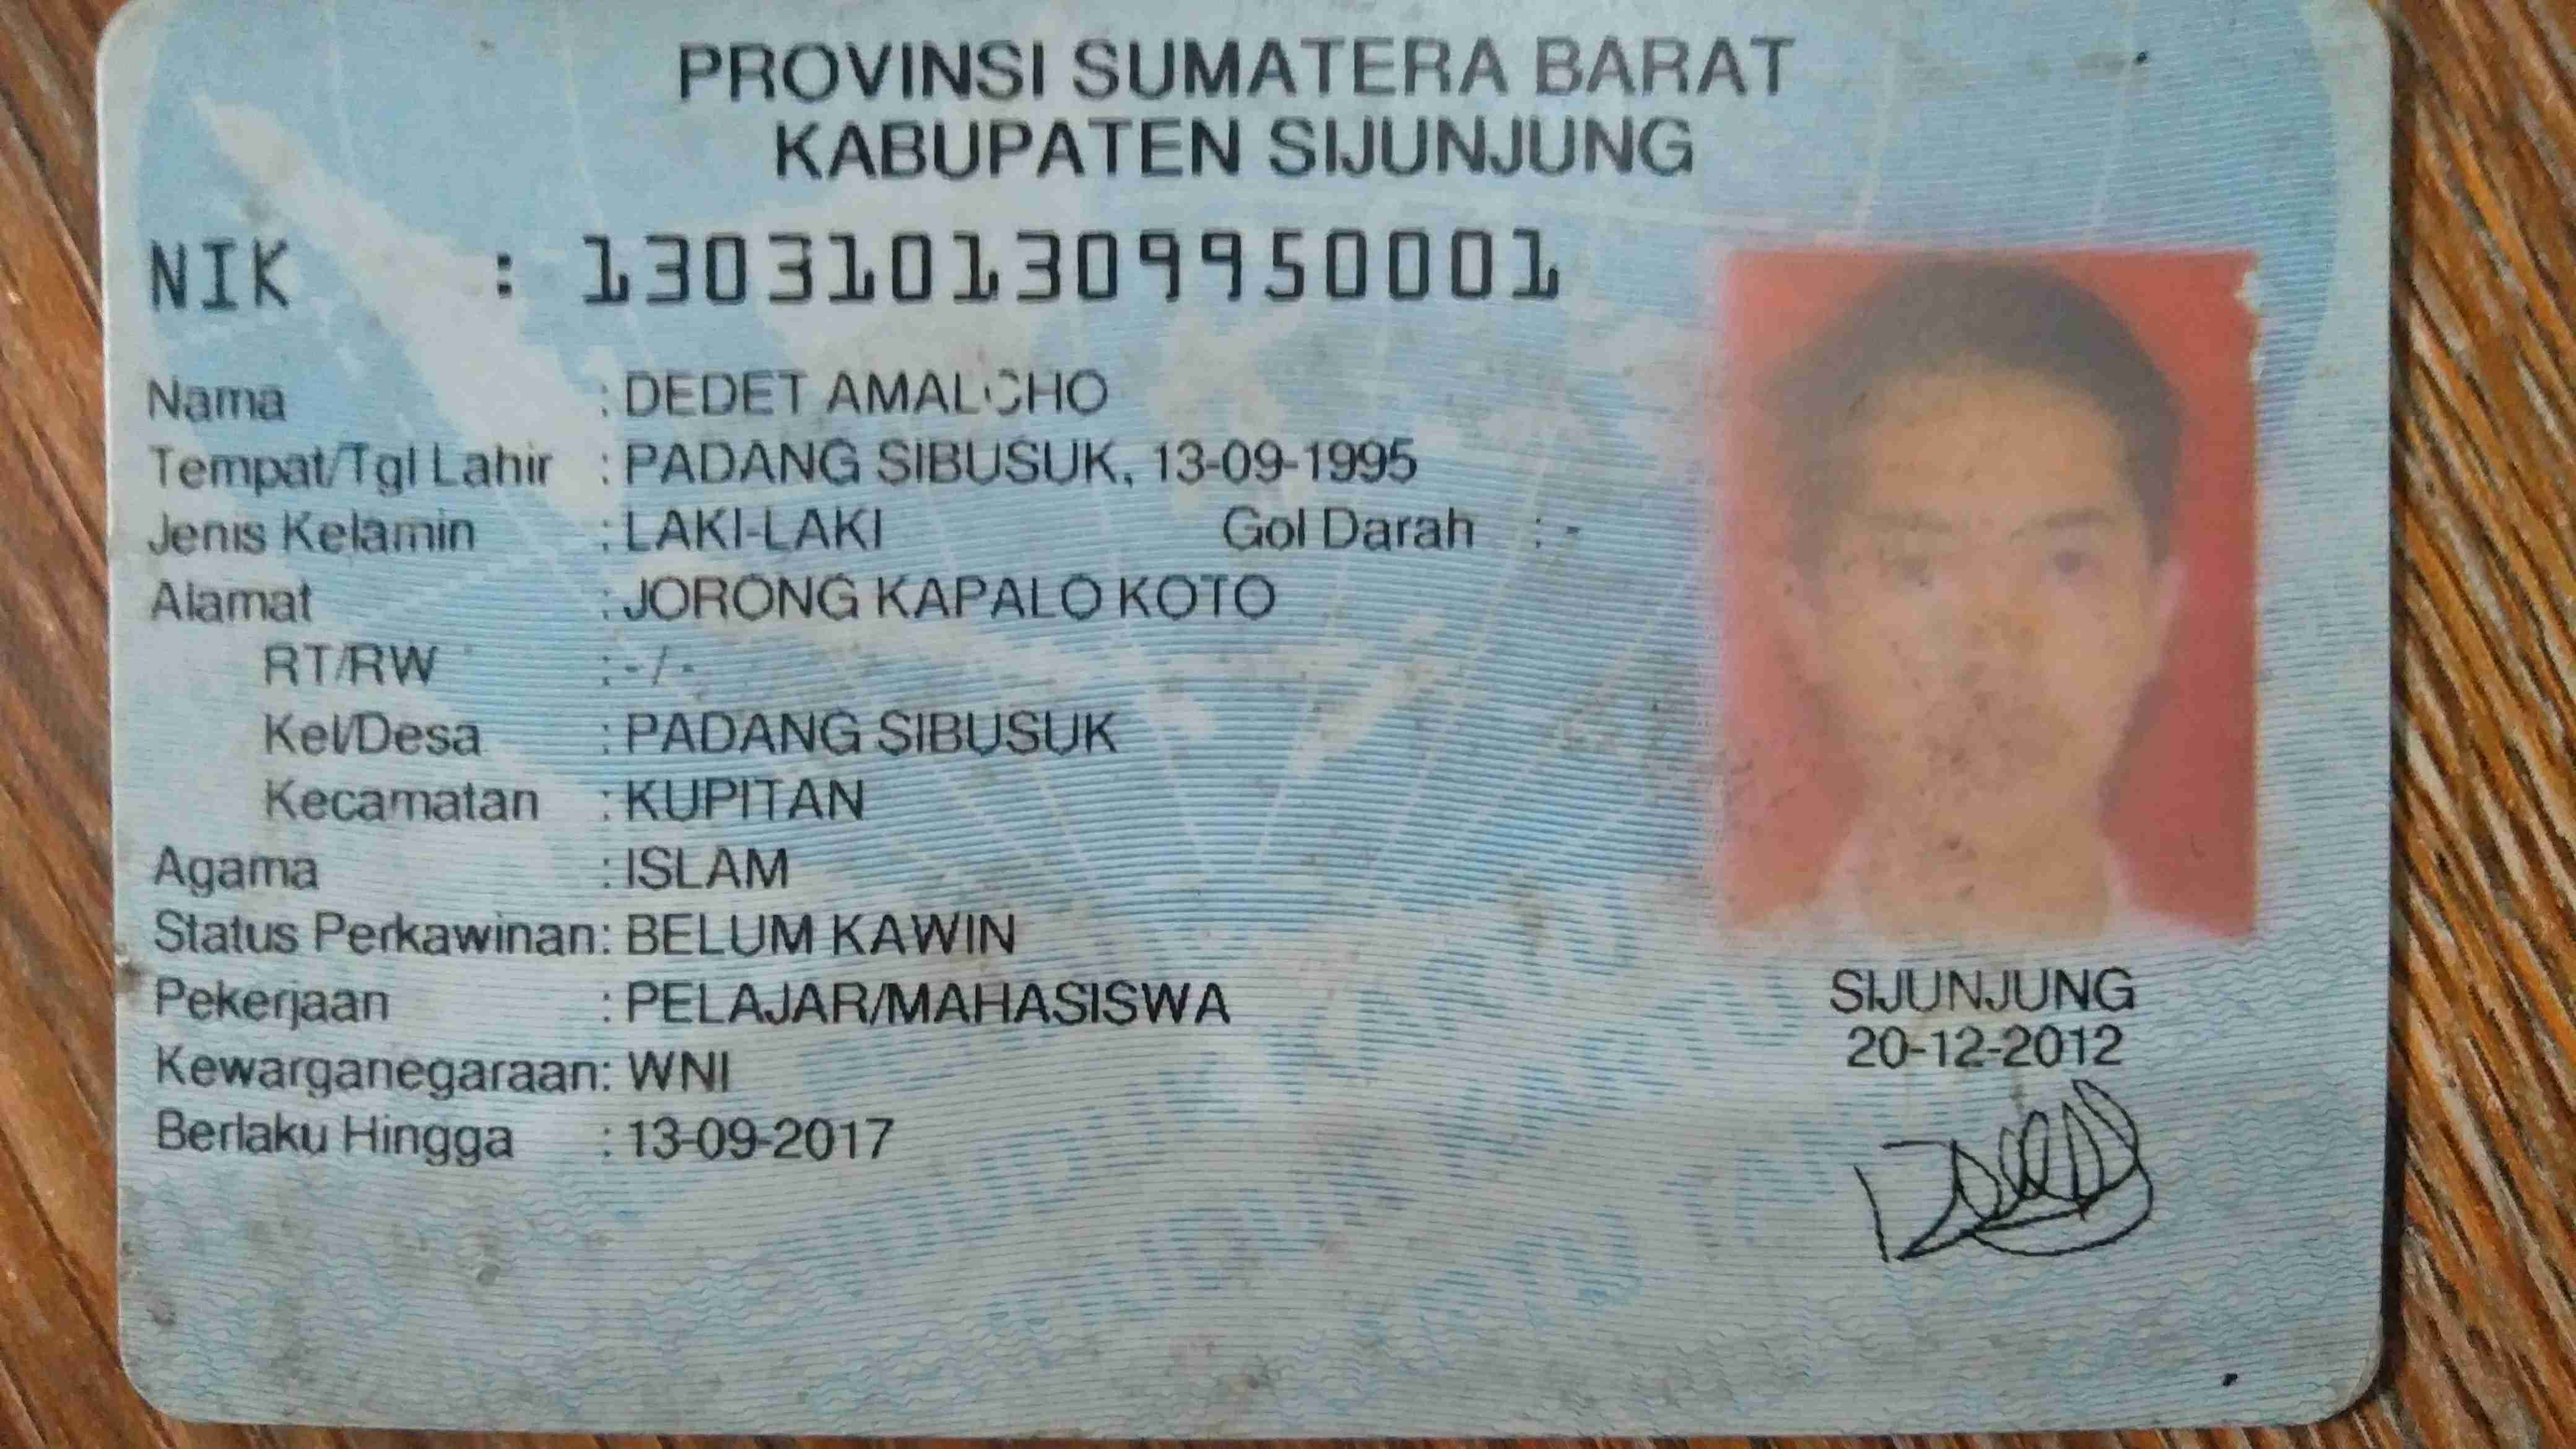 PROVINSI SUMATERA BARAT
KABUPATEN SIJUNJUNG
NIK : 1303101309950001
Nama : DEDET
Tempat/Tgl Lahir : PADANG SIBUSUK, 13-09-1995
Jenis Kelamin : LAKI-LAKI Gol Darah : -
Alamat : JORONG KAPALO KOTO
RT/RW : - / -
Kel/Desa : PADANG SIBUSUK
Kecamatan : KUPITAN
Agama : ISLAM
Status Perkawinan : BELUM KAWIN
Pekerjaan : PELAJAR/MAHASISWA
Kewarganegaraan : WNI
Berlaku Hingga : 13-09-2017
SIJUNJUNG
20-12-2012